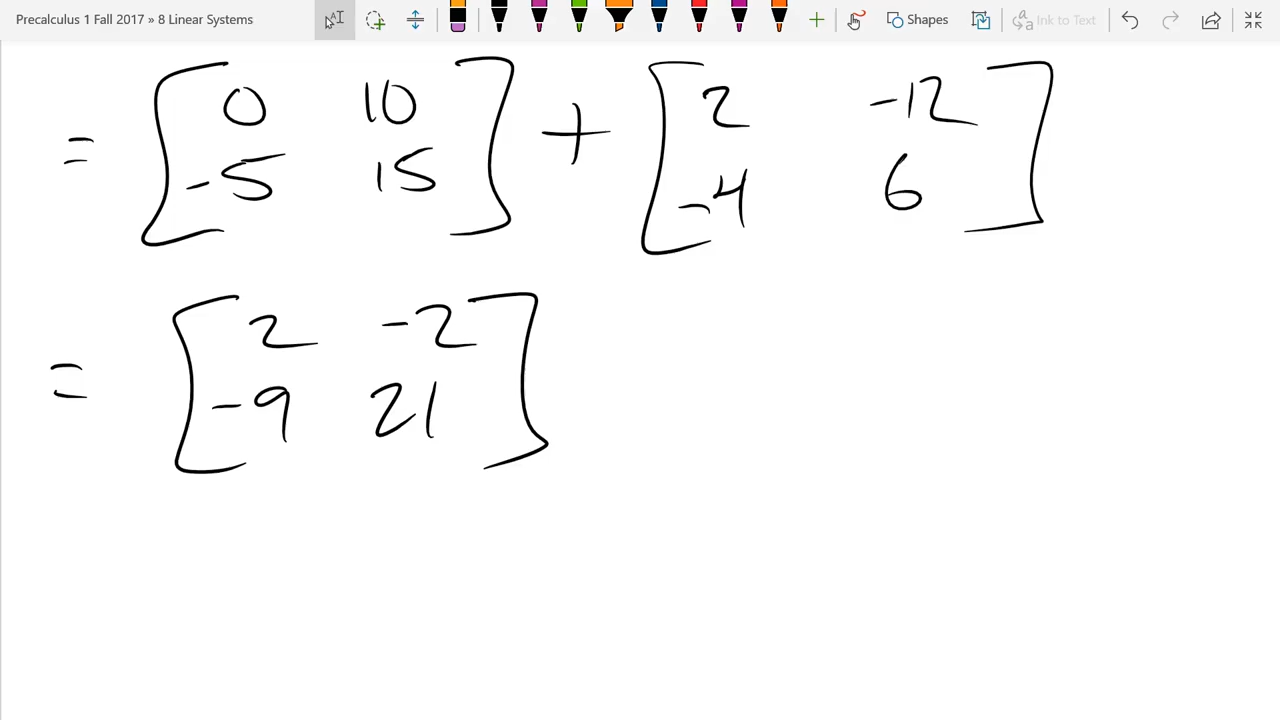 Precalculus 1 Fall 2017 » 8 Linear Systems Shapes Ink to Text
= [ 0 10 ] + [ 2 -12 ]
[ -5 15 ] [ -4 6 ]
= [ 2 -2 ]
[ -9 21 ]